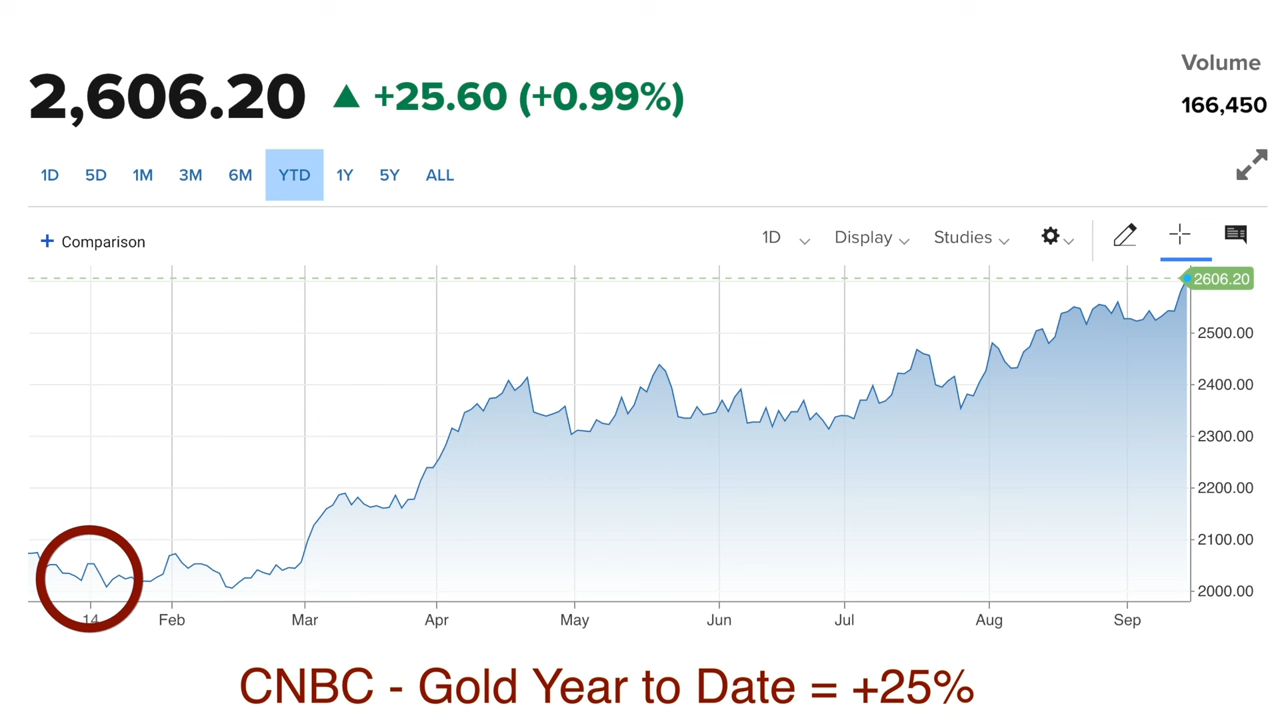 Volume
2,606.20 ▲ +25.60 (+0.99%)
166,450
1D 5D 1M 3M 6M YTD 1Y 5Y ALL
+ Comparison
1D Display Studies
2606.20
2500.00
2400.00
2300.00
2200.00
2100.00
2000.00
14 Feb Mar Apr May Jun Jul Aug Sep
CNBC - Gold Year to Date = +25%